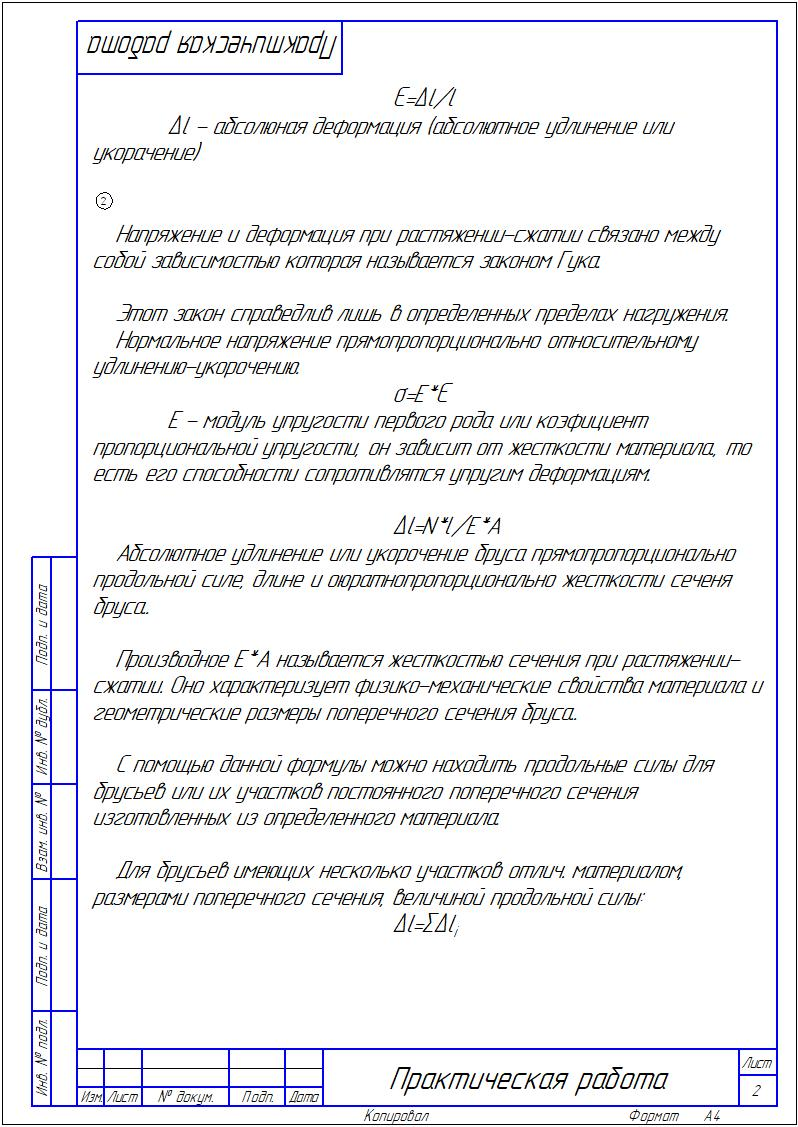 Практическая работа
Е=Δl/l
Δl – абсолюная деформация (абсолютное удлинение или
укорачение)
2
Напряжение и деформация при растяжении-сжатии связано между
собой зависимостью которая называется законом Гука.
Этот закон справедлив лишь в определенных пределах нагружения.
Нормальное напряжение прямопропорционально относительному
удлинению-укорочению.
σ=E*Ɛ
Е – модуль упругости первого рода или коэфициент
пропорциональной упругости, он зависит от жесткости материала, то
есть его способности сопротивлятся упругим деформациям.
Δl=N*l/E*A
Абсолютное удлинение или укорочение бруса прямопропорционально
продольной силе, длине и оюратнопропорционально жесткости сеченя
бруса..
Производное Е*А называется жесткостью сечения при растяжении-
сжатии. Оно характеризует физико-механические свойства материала и
геометрические размеры поперечного сечения бруса..
С помощью данной формулы можно находить продольные силы для
брусьев или их участков постоянного поперечного сечения
изготовленных из определенного материала.
Для брусьев имеющих несколько участков отлич. материалом,
размерами поперечного сечения, величиной продольной силы:
Δl=ΣΔli
Подп. и дата
Инв. № дубл.
Взам. инв. №
Подп. и дата
Инв. № подл.
Изм. Лист № докум. Подп. Дата
Практическая работа
Лист
2
Копировал Формат А4